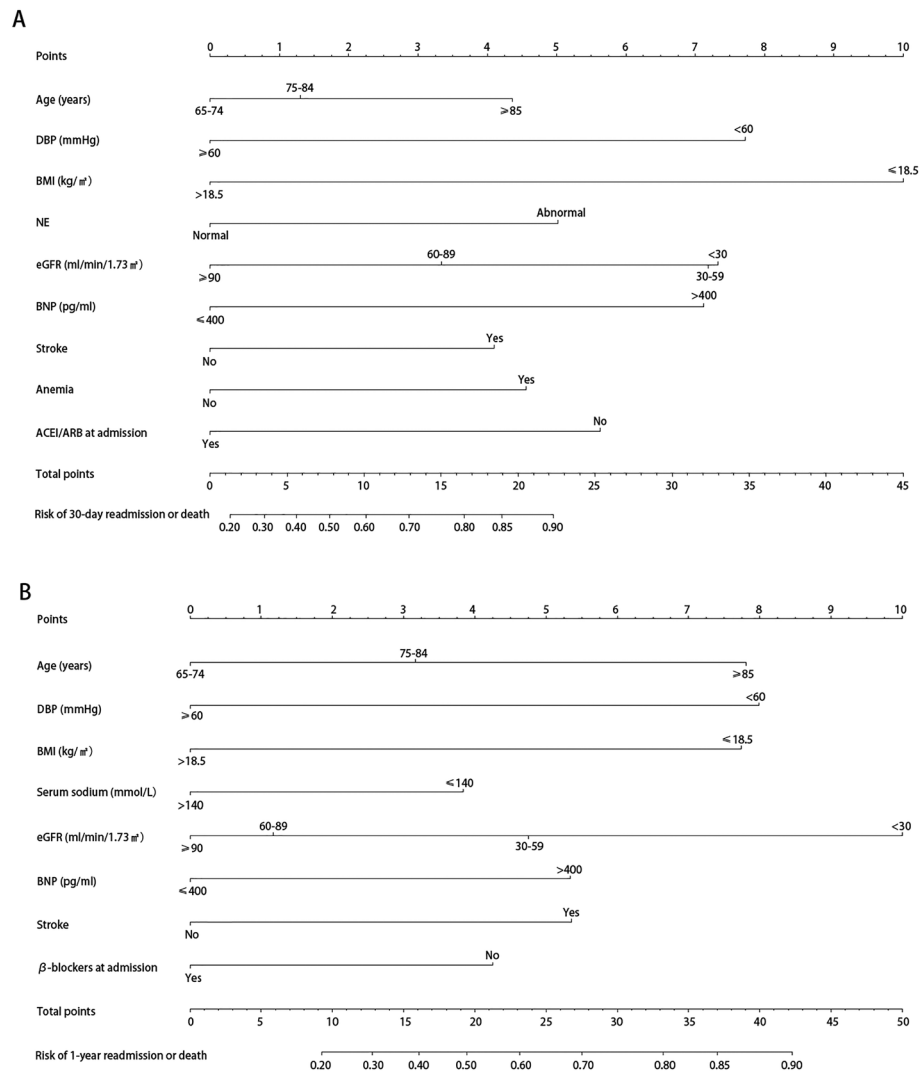 A
Points 0 1 2 3 4 5 6 7 8 9 10
75-84
Age (years)
65-74 ≥85
<60
DBP (mmHg)
≥60
≤18.5
BMI (kg/㎡)
>18.5
Abnormal
NE
Normal
60-89 <30
eGFR (ml/min/1.73㎡)
≥90 30-59
>400
BNP (pg/ml)
≤400
Yes
Stroke
No
Yes
Anemia
No
No
ACEI/ARB at admission
Yes
Total points
0 5 10 15 20 25 30 35 40 45
Risk of 30-day readmission or death
0.20 0.30 0.40 0.50 0.60 0.70 0.80 0.85 0.90
B
Points 0 1 2 3 4 5 6 7 8 9 10
75-84
Age (years)
65-74 ≥85
<60
DBP (mmHg)
≥60
≤18.5
BMI (kg/㎡)
>18.5
≤140
Serum sodium (mmol/L)
>140
60-89 <30
eGFR (ml/min/1.73㎡)
≥90 30-59
>400
BNP (pg/ml)
≤400
Yes
Stroke
No
No
β-blockers at admission
Yes
Total points
0 5 10 15 20 25 30 35 40 45 50
Risk of 1-year readmission or death
0.20 0.30 0.40 0.50 0.60 0.70 0.80 0.85 0.90